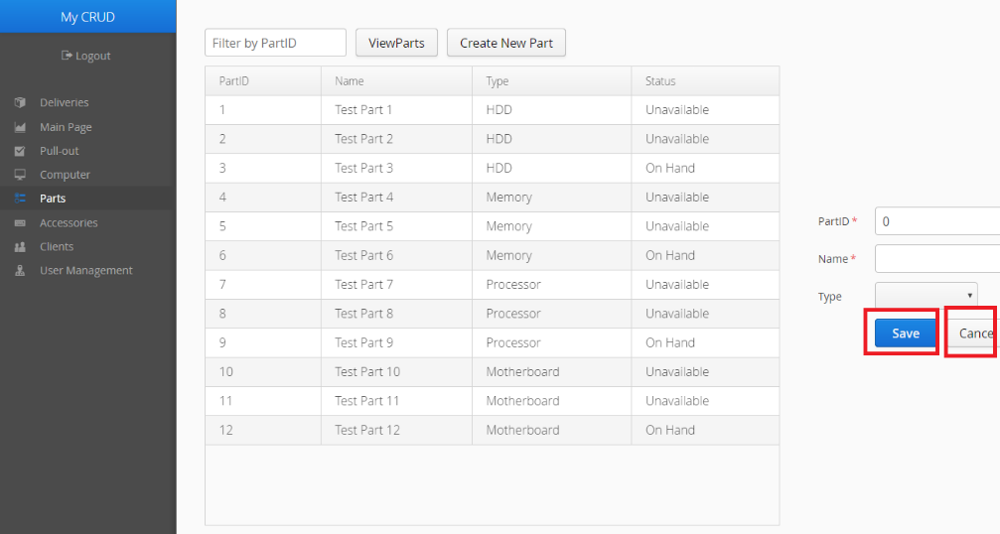 My CRUD
Logout
Deliveries
Main Page
Pull-out
Computer
Parts
Accessories
Clients
User Management
Filter by PartID ViewParts Create New Part
PartID Name Type Status
1 Test Part 1 HDD Unavailable
2 Test Part 2 HDD Unavailable
3 Test Part 3 HDD On Hand
4 Test Part 4 Memory Unavailable
5 Test Part 5 Memory Unavailable
6 Test Part 6 Memory On Hand
7 Test Part 7 Processor Unavailable
8 Test Part 8 Processor Unavailable
9 Test Part 9 Processor On Hand
10 Test Part 10 Motherboard Unavailable
11 Test Part 11 Motherboard Unavailable
12 Test Part 12 Motherboard On Hand
PartID * 0
Name *
Type
Save Cance